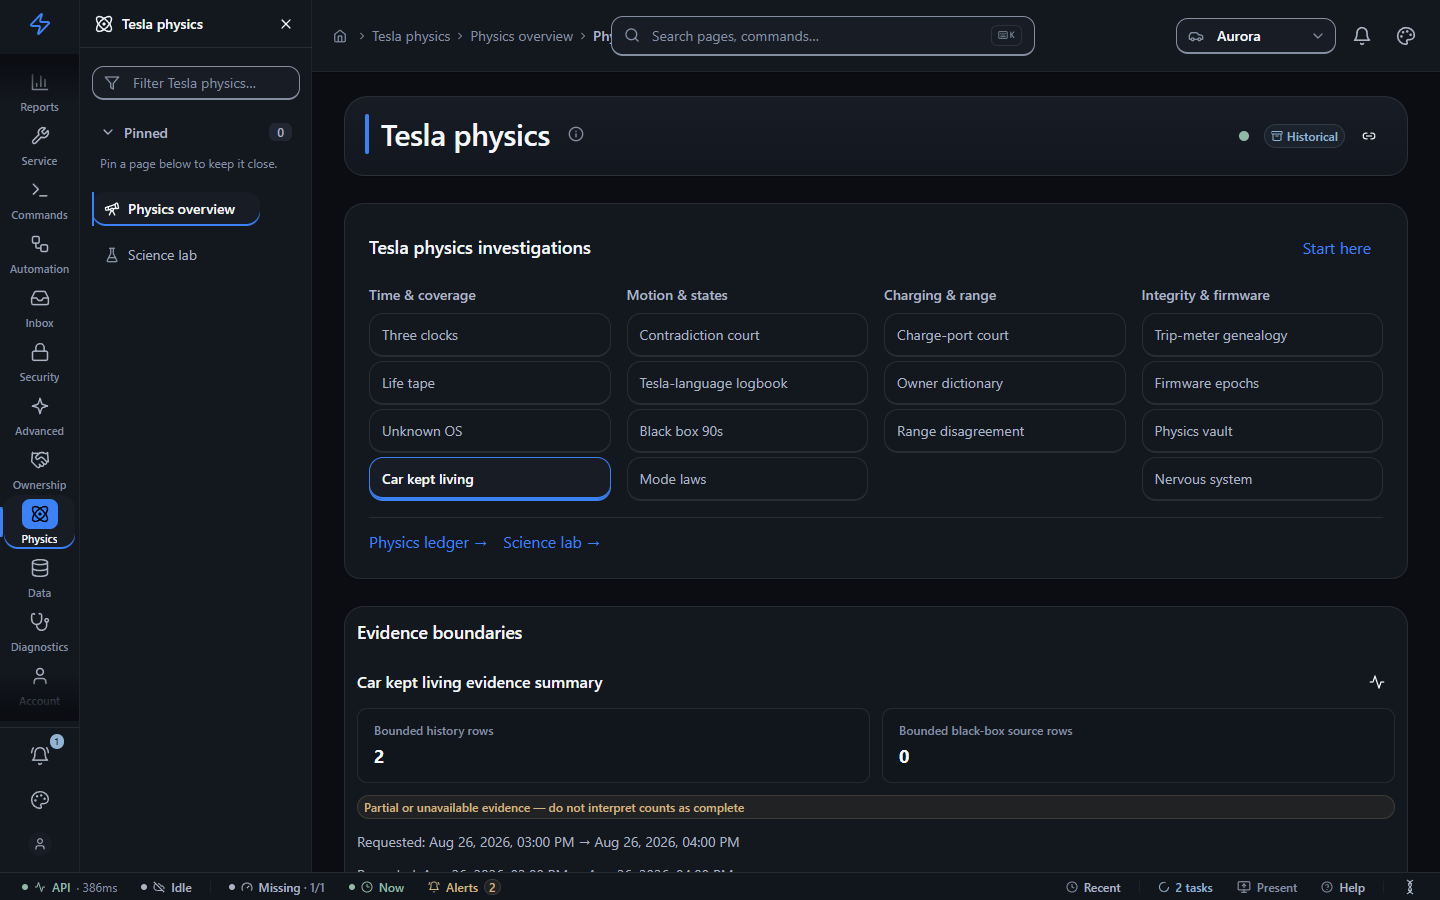 Tesla physics
Tesla physics
Physics overview
Search pages, commands...
K
Aurora
Reports
Service
Commands
Automation
Inbox
Security
Advanced
Ownership
Physics
Data
Diagnostics
Account
1
Filter Tesla physics...
Pinned
0
Pin a page below to keep it close.
Physics overview
Science lab
Tesla physics
Historical
Tesla physics investigations
Start here
Time & coverage
Three clocks
Life tape
Unknown OS
Car kept living
Motion & states
Contradiction court
Tesla-language logbook
Black box 90s
Mode laws
Charging & range
Charge-port court
Owner dictionary
Range disagreement
Integrity & firmware
Trip-meter genealogy
Firmware epochs
Physics vault
Nervous system
Physics ledger →
Science lab →
Evidence boundaries
Car kept living evidence summary
Bounded history rows
2
Bounded black-box source rows
0
Partial or unavailable evidence — do not interpret counts as complete
Requested: Aug 26, 2026, 03:00 PM → Aug 26, 2026, 04:00 PM
API · 386ms
Idle
Missing · 1/1
Now
Alerts 2
Recent
2 tasks
Present
Help